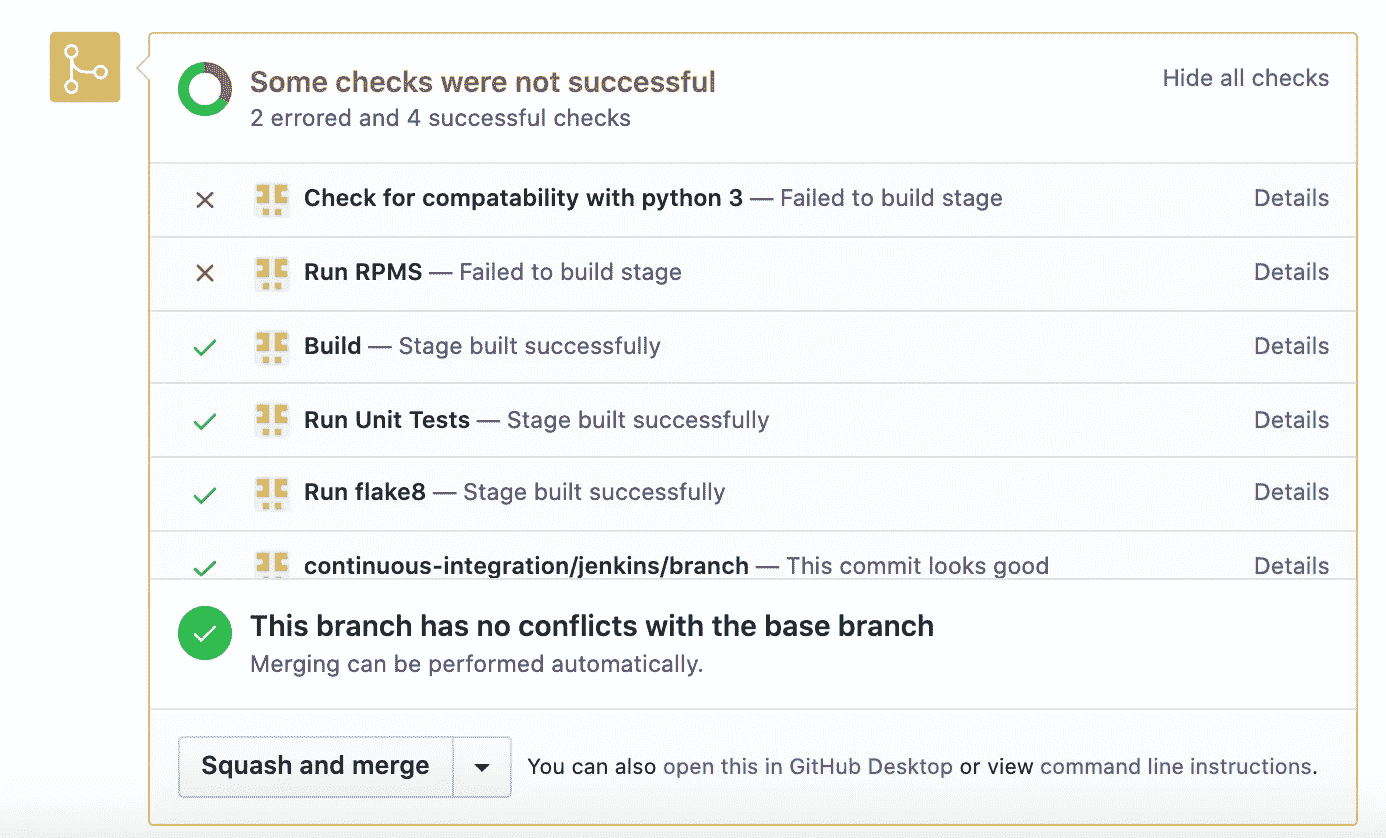 Some checks were not successful
Hide all checks
2 errored and 4 successful checks
Check for compatability with python 3 — Failed to build stage
Details
Run RPMS — Failed to build stage
Details
Build — Stage built successfully
Details
Run Unit Tests — Stage built successfully
Details
Run flake8 — Stage built successfully
Details
continuous-integration/jenkins/branch — This commit looks good
Details
This branch has no conflicts with the base branch
Merging can be performed automatically.
Squash and merge
You can also open this in GitHub Desktop or view command line instructions.